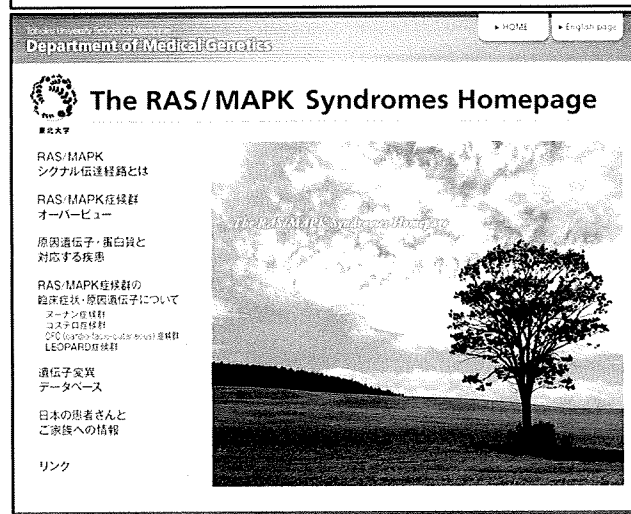 Department of Medical Genetics
▶ HOME
▶ English page
東北大学
The RAS/MAPK Syndromes Homepage
RAS/MAPK
シグナル伝達経路とは
RAS/MAPK症候群
オーバービュー
原因遺伝子・蛋白質と
対応する疾患
RAS/MAPK症候群の
臨床症状・原因遺伝子について
ヌーナン症候群
コステロ症候群
CFC (cardio-facio-cutaneous) 症候群
LEOPARD症候群
遺伝子変異
データベース
日本の患者さんと
ご家族への情報
リンク
The RAS/MAPK Syndromes Homepage